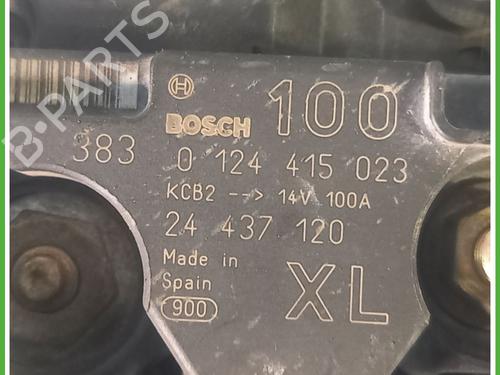 B-PARTS
BOSCH 100
383 0 124 415 023
KCB2 --> 14V 100A
24 437 120
Made in
Spain XL
900